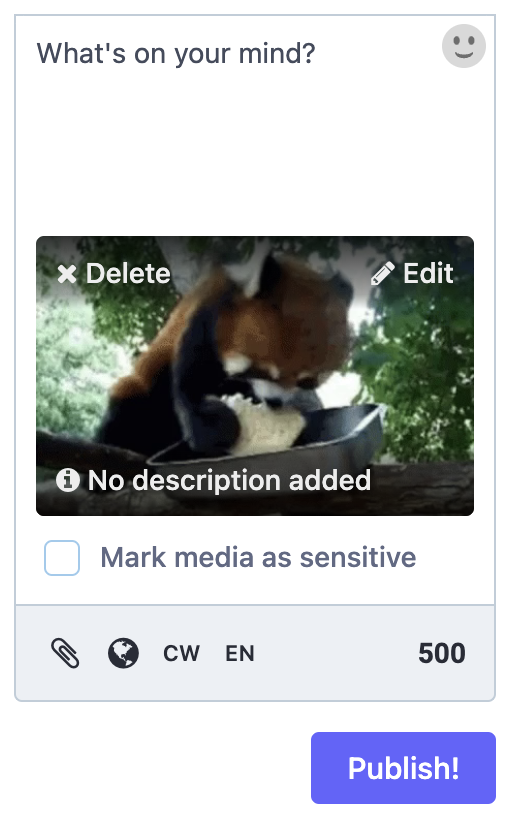 What's on your mind?
Delete
Edit
No description added
Mark media as sensitive
CW EN 500
Publish!